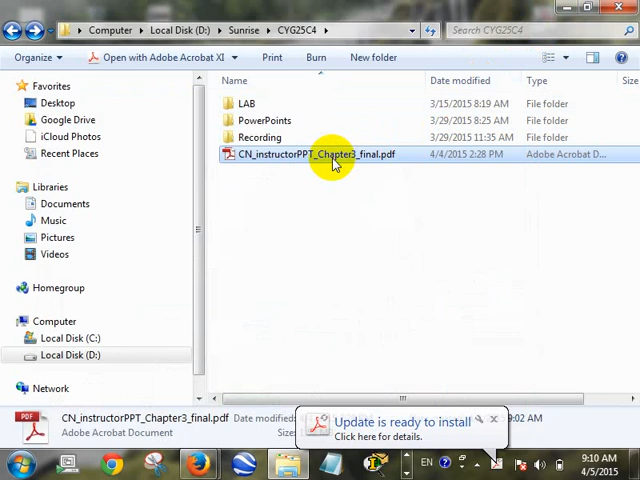 Computer ▸ Local Disk (D:) ▸ Sunrise ▸ CYG25C4 ▸
Search CYG25C4
Organize Open with Adobe Acrobat XI Print Burn New folder
Favorites
Desktop
Google Drive
iCloud Photos
Recent Places
Libraries
Documents
Music
Pictures
Videos
Homegroup
Computer
Local Disk (C:)
Local Disk (D:)
Network
Name Date modified Type Size
LAB 3/15/2015 8:19 AM File folder
PowerPoints 3/29/2015 8:25 AM File folder
Recording 3/29/2015 11:35 AM File folder
CN_instructorPPT_Chapter3_final.pdf 4/4/2015 2:28 PM Adobe Acrobat D...
PDF
CN_instructorPPT_Chapter3_final.pdf Date modified: 9:02 AM
Adobe Acrobat Document
Update is ready to install
Click here for details.
EN
9:10 AM
4/5/2015